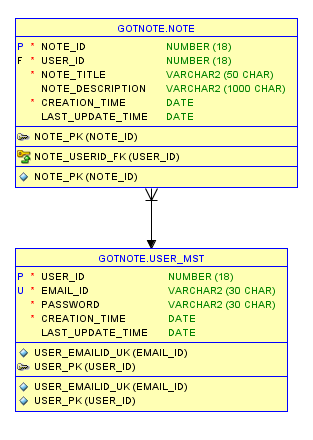 GOTNOTE.NOTE
P * NOTE_ID NUMBER (18)
F * USER_ID NUMBER (18)
* NOTE_TITLE VARCHAR2 (50 CHAR)
NOTE_DESCRIPTION VARCHAR2 (1000 CHAR)
* CREATION_TIME DATE
LAST_UPDATE_TIME DATE
NOTE_PK (NOTE_ID)
NOTE_USERID_FK (USER_ID)
NOTE_PK (NOTE_ID)
GOTNOTE.USER_MST
P * USER_ID NUMBER (18)
U * EMAIL_ID VARCHAR2 (30 CHAR)
* PASSWORD VARCHAR2 (30 CHAR)
* CREATION_TIME DATE
LAST_UPDATE_TIME DATE
USER_EMAILID_UK (EMAIL_ID)
USER_PK (USER_ID)
USER_EMAILID_UK (EMAIL_ID)
USER_PK (USER_ID)